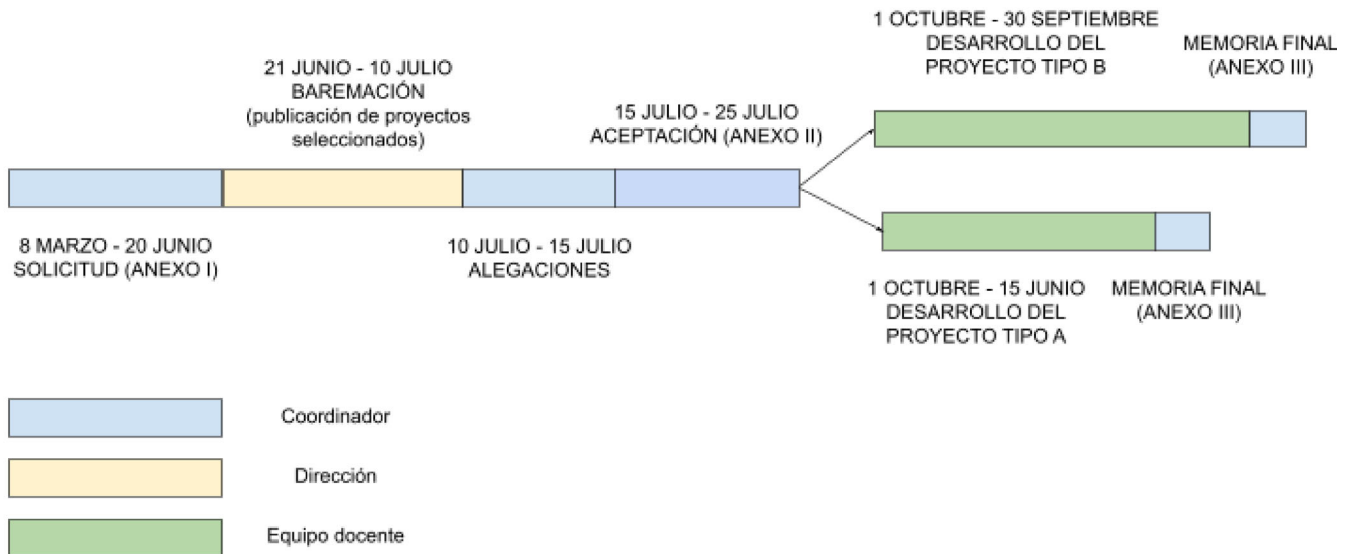 1 OCTUBRE - 30 SEPTIEMBRE
DESARROLLO DEL
PROYECTO TIPO B
MEMORIA FINAL
(ANEXO III)
21 JUNIO - 10 JULIO
BAREMACIÓN
(publicación de proyectos
seleccionados)
15 JULIO - 25 JULIO
ACEPTACIÓN (ANEXO II)
8 MARZO - 20 JUNIO
SOLICITUD (ANEXO I)
10 JULIO - 15 JULIO
ALEGACIONES
1 OCTUBRE - 15 JUNIO
DESARROLLO DEL
PROYECTO TIPO A
MEMORIA FINAL
(ANEXO III)
Coordinador
Dirección
Equipo docente